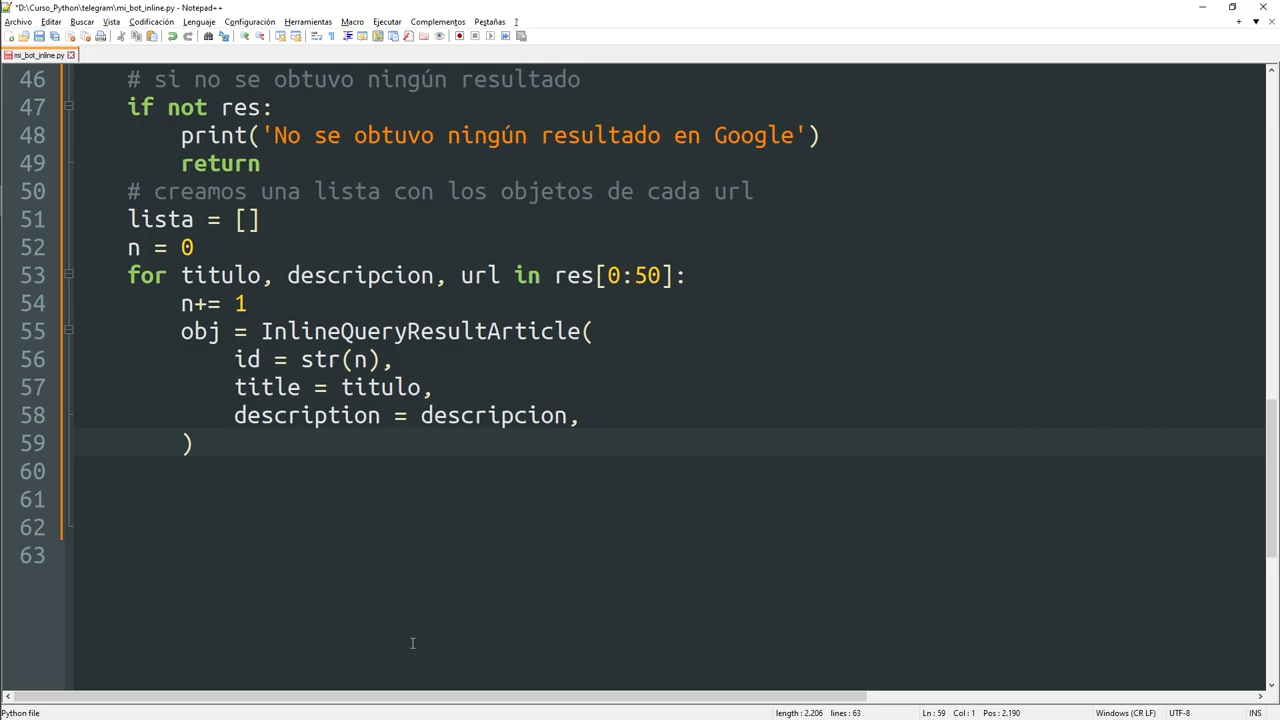 *D:\Curso_Python\telegram\mi_bot_inline.py - Notepad++
Archivo Editar Buscar Vista Codificación Lenguaje Configuración Herramientas Macro Ejecutar Complementos Pestañas ?
mi_bot_inline.py
46 # si no se obtuvo ningún resultado
47 if not res:
48 print('No se obtuvo ningún resultado en Google')
49 return
50 # creamos una lista con los objetos de cada url
51 lista = []
52 n = 0
53 for titulo, descripcion, url in res[0:50]:
54 n+= 1
55 obj = InlineQueryResultArticle(
56 id = str(n),
57 title = titulo,
58 description = descripcion,
59 )
60
61
62
63
Python file length : 2.206 lines : 63 Ln : 59 Col : 1 Pos : 2.190 Windows (CR LF) UTF-8 INS